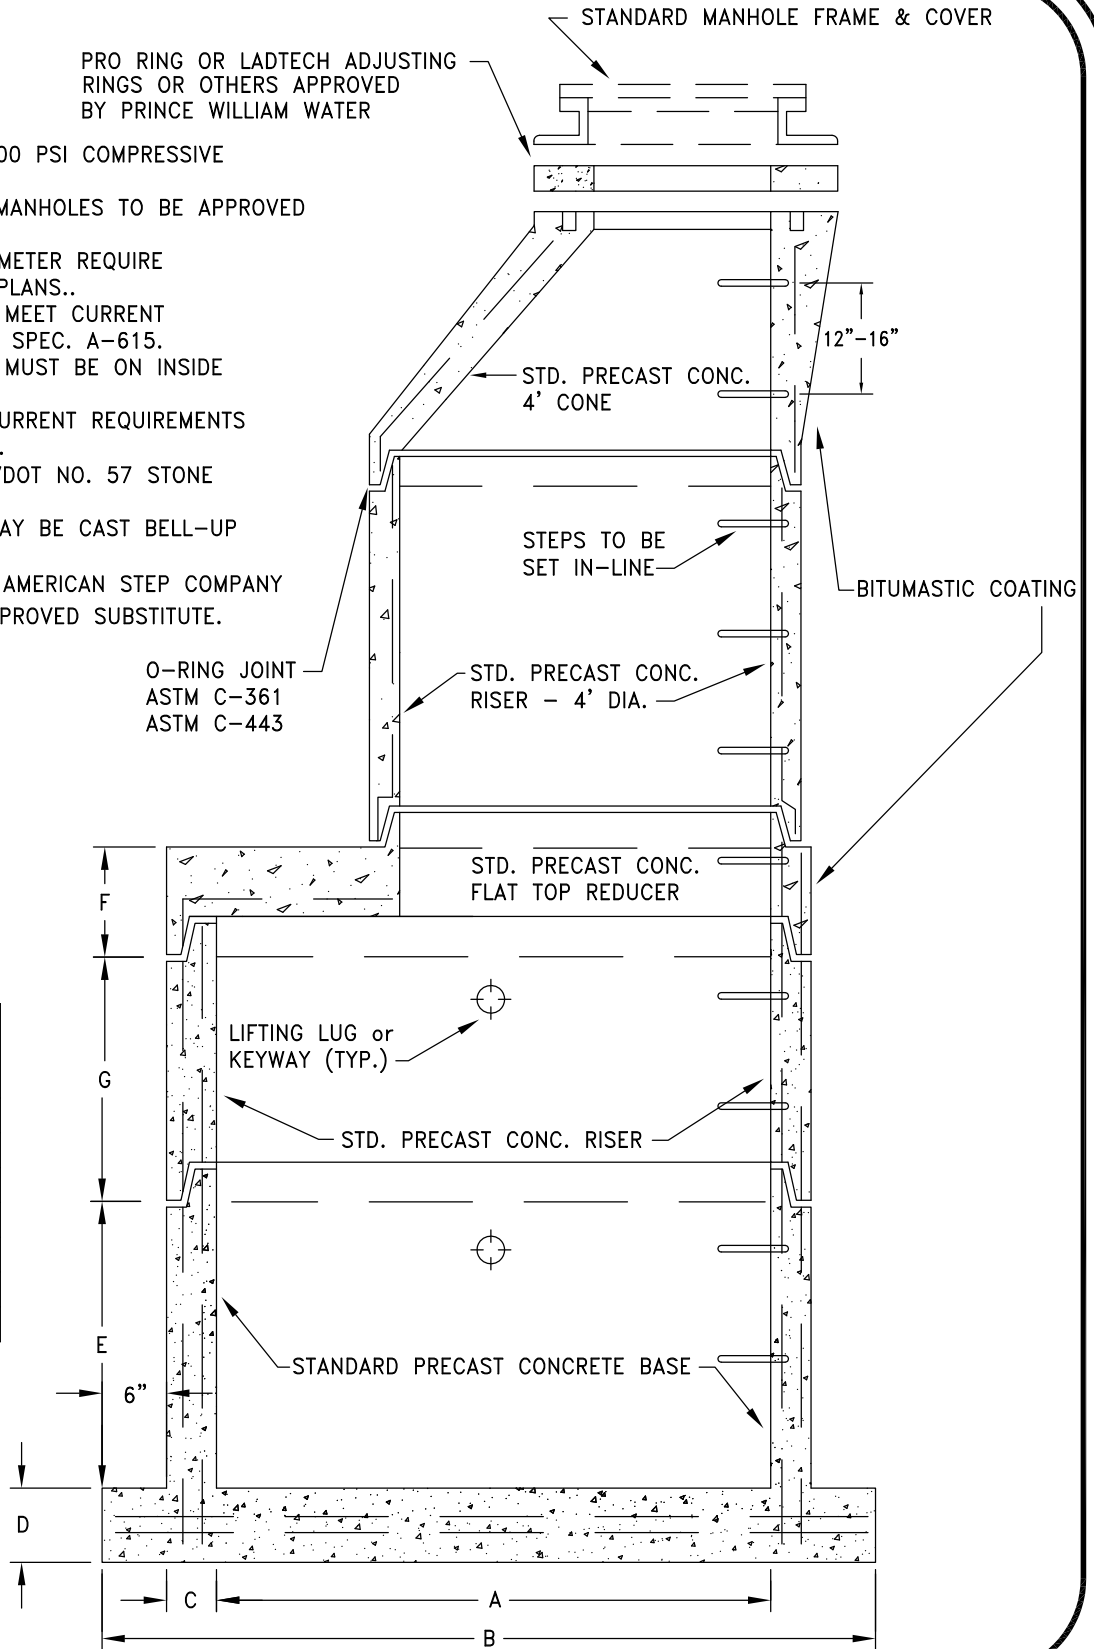 STANDARD MANHOLE FRAME & COVER
PRO RING OR LADTECH ADJUSTING
RINGS OR OTHERS APPROVED
BY PRINCE WILLIAM WATER
00 PSI COMPRESSIVE
MANHOLES TO BE APPROVED
METER REQUIRE
PLANS..
MEET CURRENT
SPEC. A-615.
MUST BE ON INSIDE
URRENT REQUIREMENTS
.
VDOT NO. 57 STONE
AY BE CAST BELL-UP
AMERICAN STEP COMPANY
PROVED SUBSTITUTE.
12"-16"
STD. PRECAST CONC.
4' CONE
STEPS TO BE
SET IN-LINE
BITUMASTIC COATING
O-RING JOINT
ASTM C-361
ASTM C-443
STD. PRECAST CONC.
RISER - 4' DIA.
STD. PRECAST CONC.
FLAT TOP REDUCER
F
LIFTING LUG or
KEYWAY (TYP.)
G
STD. PRECAST CONC. RISER
E
STANDARD PRECAST CONCRETE BASE
6"
D
C
A
B